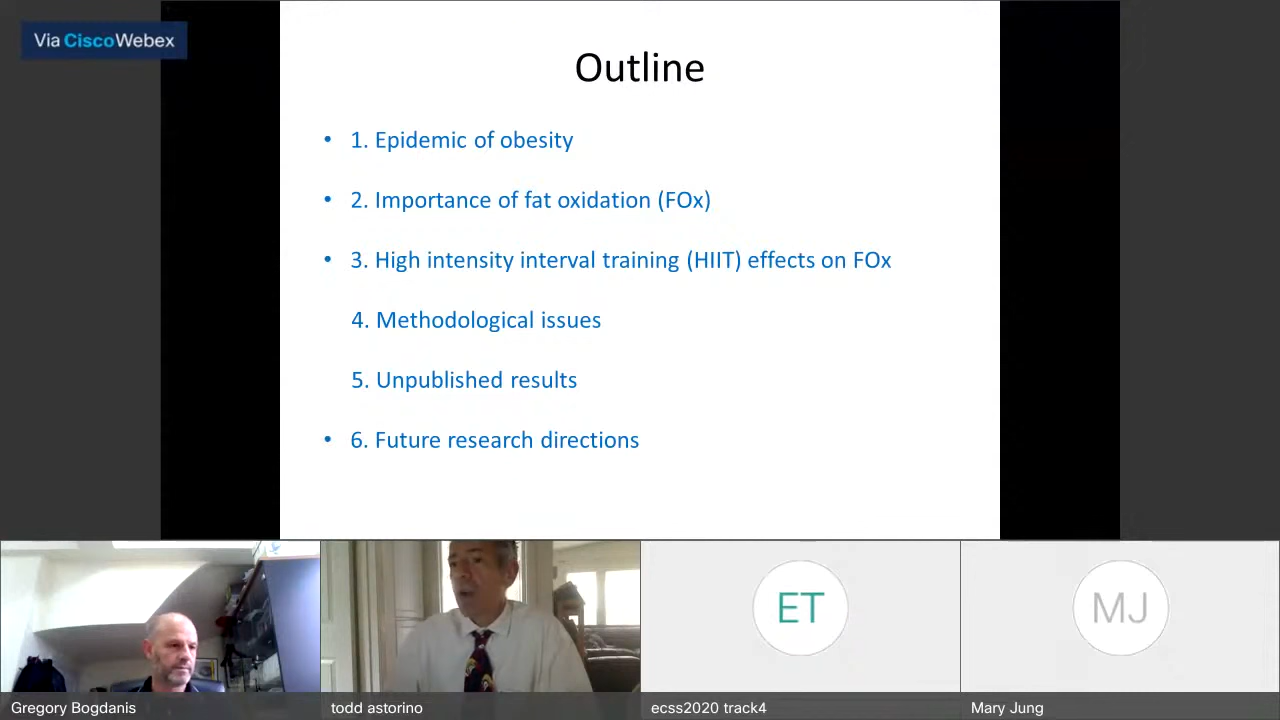 Via Cisco Webex
Outline
• 1. Epidemic of obesity
• 2. Importance of fat oxidation (FOx)
• 3. High intensity interval training (HIIT) effects on FOx
4. Methodological issues
5. Unpublished results
• 6. Future research directions
ET
MJ
Gregory Bogdanis
todd astorino
ecss2020 track4
Mary Jung